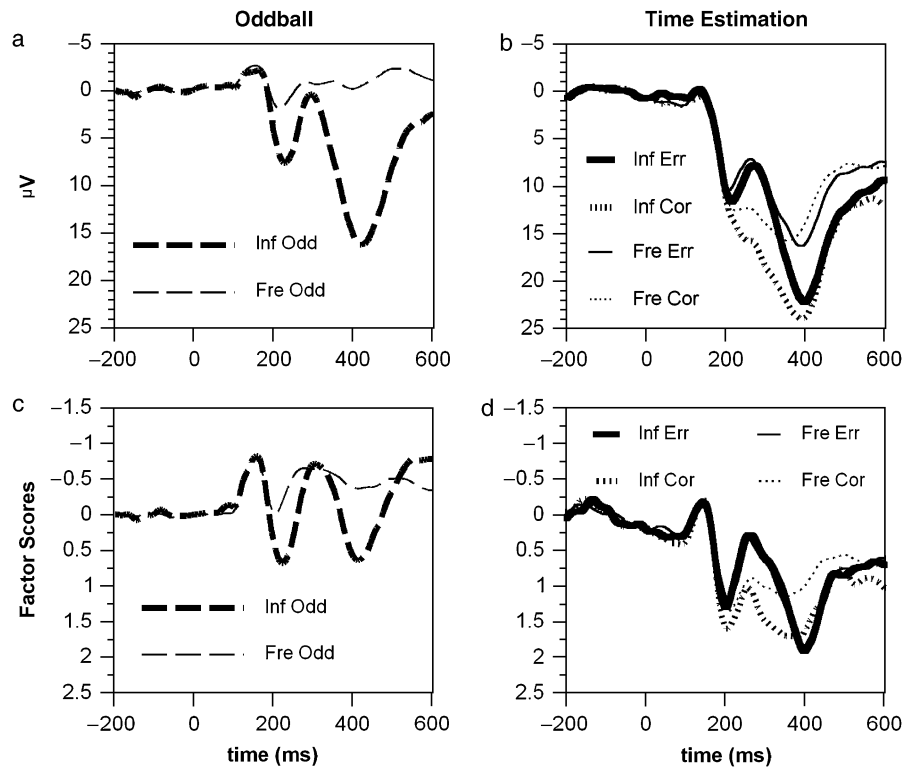 Oddball
Time Estimation
a
−5
0
5
10
15
20
25
µV
Inf Odd
Fre Odd
−200 0 200 400 600
b
−5
0
5
10
15
20
25
Inf Err
Inf Cor
Fre Err
Fre Cor
−200 0 200 400 600
c
−1.5
−1
−0.5
0
0.5
1
1.5
2
2.5
Factor Scores
Inf Odd
Fre Odd
−200 0 200 400 600
time (ms)
d
−1.5
−1
−0.5
0
0.5
1
1.5
2
2.5
Inf Err Fre Err
Inf Cor Fre Cor
−200 0 200 400 600
time (ms)